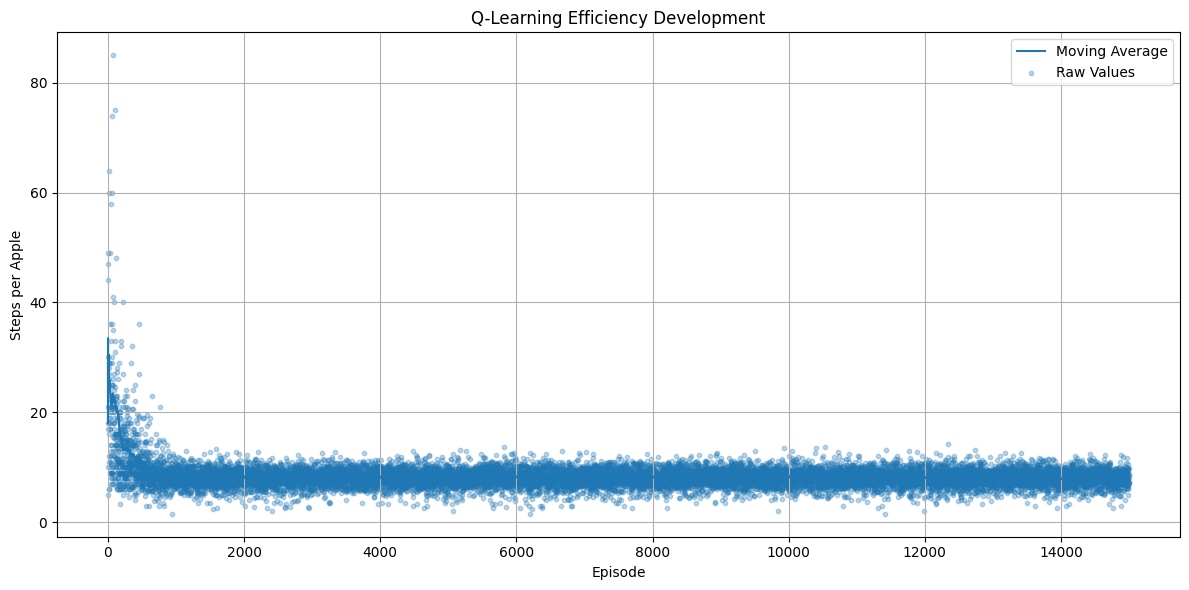 Q-Learning Efficiency Development
Moving Average
Raw Values
Steps per Apple
80
60
40
20
0
0 2000 4000 6000 8000 10000 12000 14000
Episode